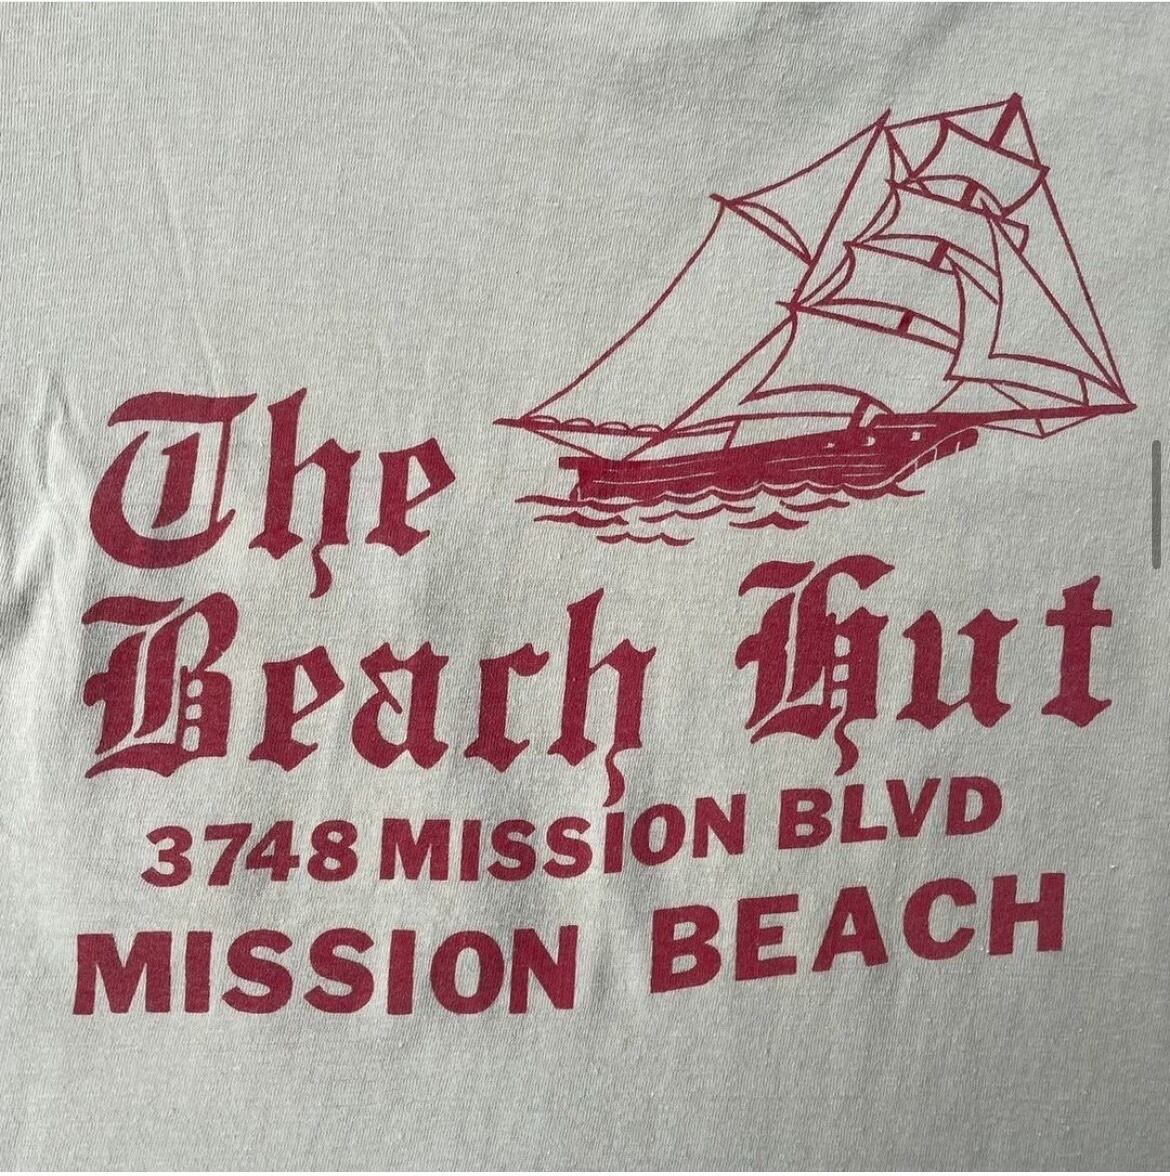 The
Beach Hut
3748 MISSION BLVD
MISSION BEACH